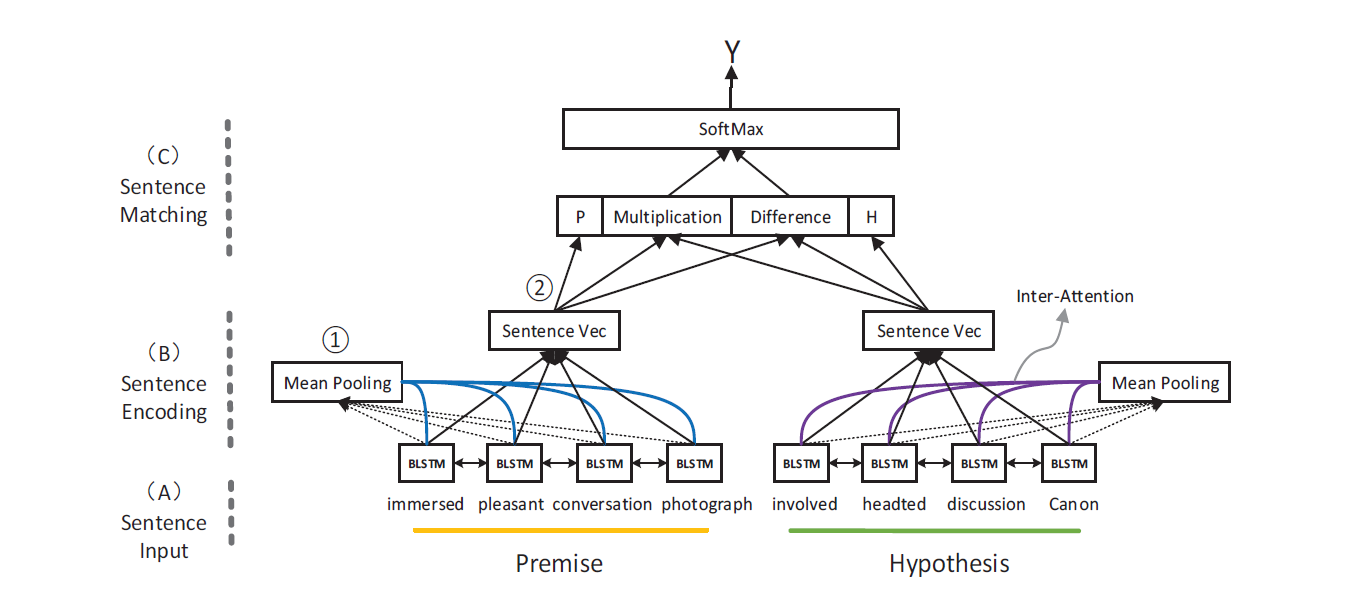 Y
SoftMax
（C）
Sentence
Matching
P Multiplication Difference H
②
Inter-Attention
Sentence Vec Sentence Vec
①
（B）
Sentence
Encoding
Mean Pooling Mean Pooling
BLSTM BLSTM BLSTM BLSTM BLSTM BLSTM BLSTM BLSTM
（A）
Sentence
Input
immersed pleasant conversation photograph involved headted discussion Canon
Premise Hypothesis